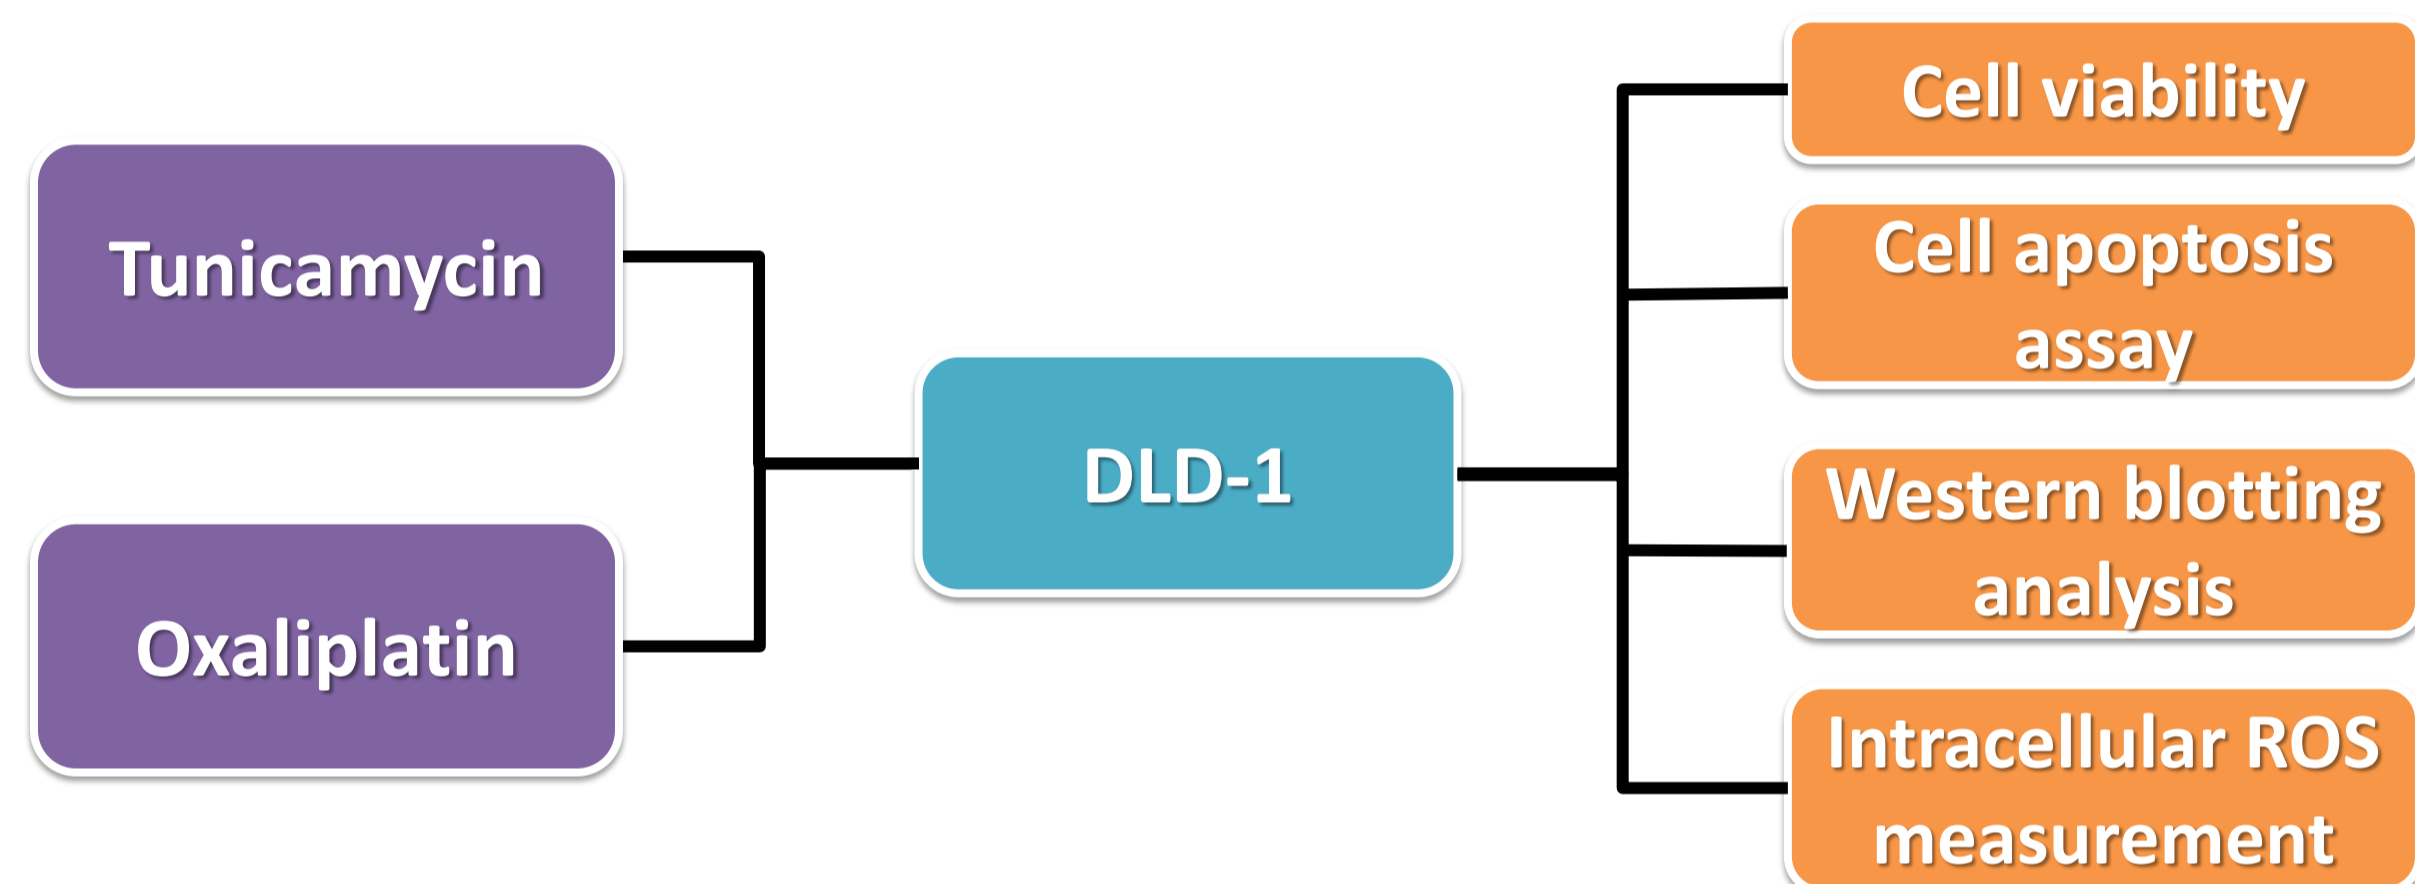 Tunicamycin
Oxaliplatin
DLD-1
Cell viability
Cell apoptosis
assay
Western blotting
analysis
Intracellular ROS
measurement